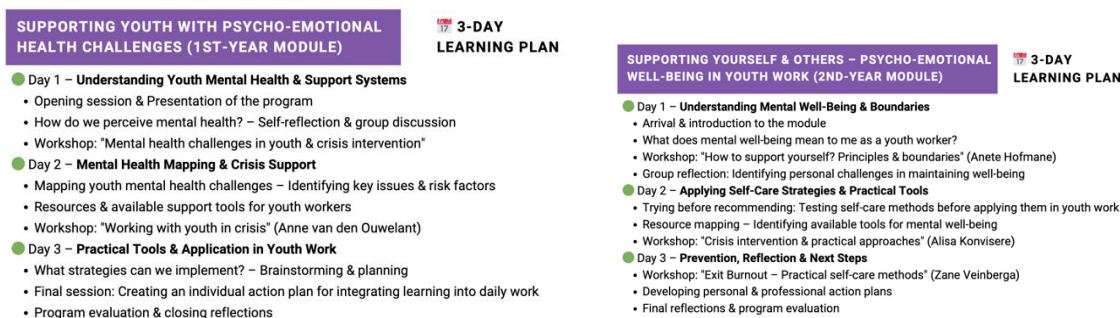 SUPPORTING YOUTH WITH PSYCHO-EMOTIONAL
HEALTH CHALLENGES (1ST-YEAR MODULE)
3-DAY
LEARNING PLAN
Day 1 – Understanding Youth Mental Health & Support Systems
• Opening session & Presentation of the program
• How do we perceive mental health? – Self-reflection & group discussion
• Workshop: "Mental health challenges in youth & crisis intervention"
Day 2 – Mental Health Mapping & Crisis Support
• Mapping youth mental health challenges – Identifying key issues & risk factors
• Resources & available support tools for youth workers
• Workshop: "Working with youth in crisis" (Anne van den Ouwelant)
Day 3 – Practical Tools & Application in Youth Work
• What strategies can we implement? – Brainstorming & planning
• Final session: Creating an individual action plan for integrating learning into daily work
• Program evaluation & closing reflections
SUPPORTING YOURSELF & OTHERS – PSYCHO-EMOTIONAL
WELL-BEING IN YOUTH WORK (2ND-YEAR MODULE)
3-DAY
LEARNING PLAN
Day 1 – Understanding Mental Well-Being & Boundaries
• Arrival & introduction to the module
• What does mental well-being mean to me as a youth worker?
• Workshop: "How to support yourself? Principles & boundaries" (Anete Hofmane)
• Group reflection: Identifying personal challenges in maintaining well-being
Day 2 – Applying Self-Care Strategies & Practical Tools
• Trying before recommending: Testing self-care methods before applying them in youth work
• Resource mapping – Identifying available tools for mental well-being
• Workshop: "Crisis intervention & practical approaches" (Alisa Konvisere)
Day 3 – Prevention, Reflection & Next Steps
• Workshop: "Exit Burnout – Practical self-care methods" (Zane Veinberga)
• Developing personal & professional action plans
• Final reflections & program evaluation